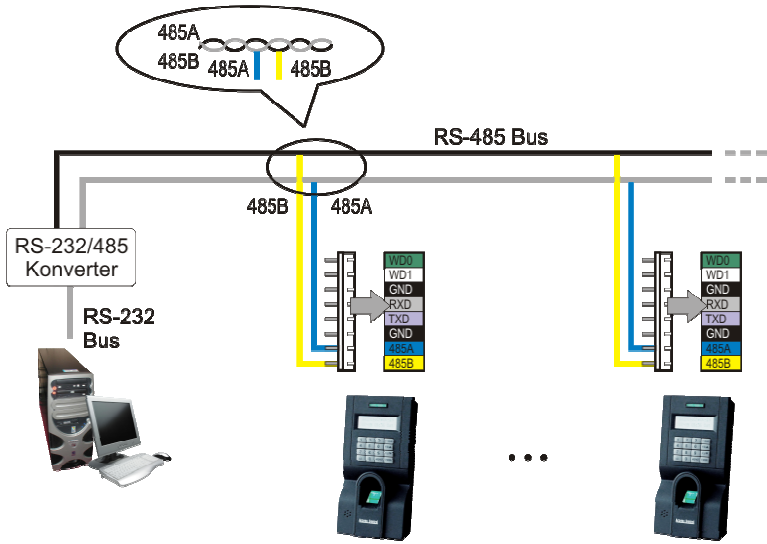 485A
485B
485A
485B
RS-485 Bus
485B
485A
RS-232/485
Konverter
RS-232
Bus
WD0
WD1
GND
RXD
TXD
GND
485A
485B
WD0
WD1
GND
RXD
TXD
GND
485A
485B